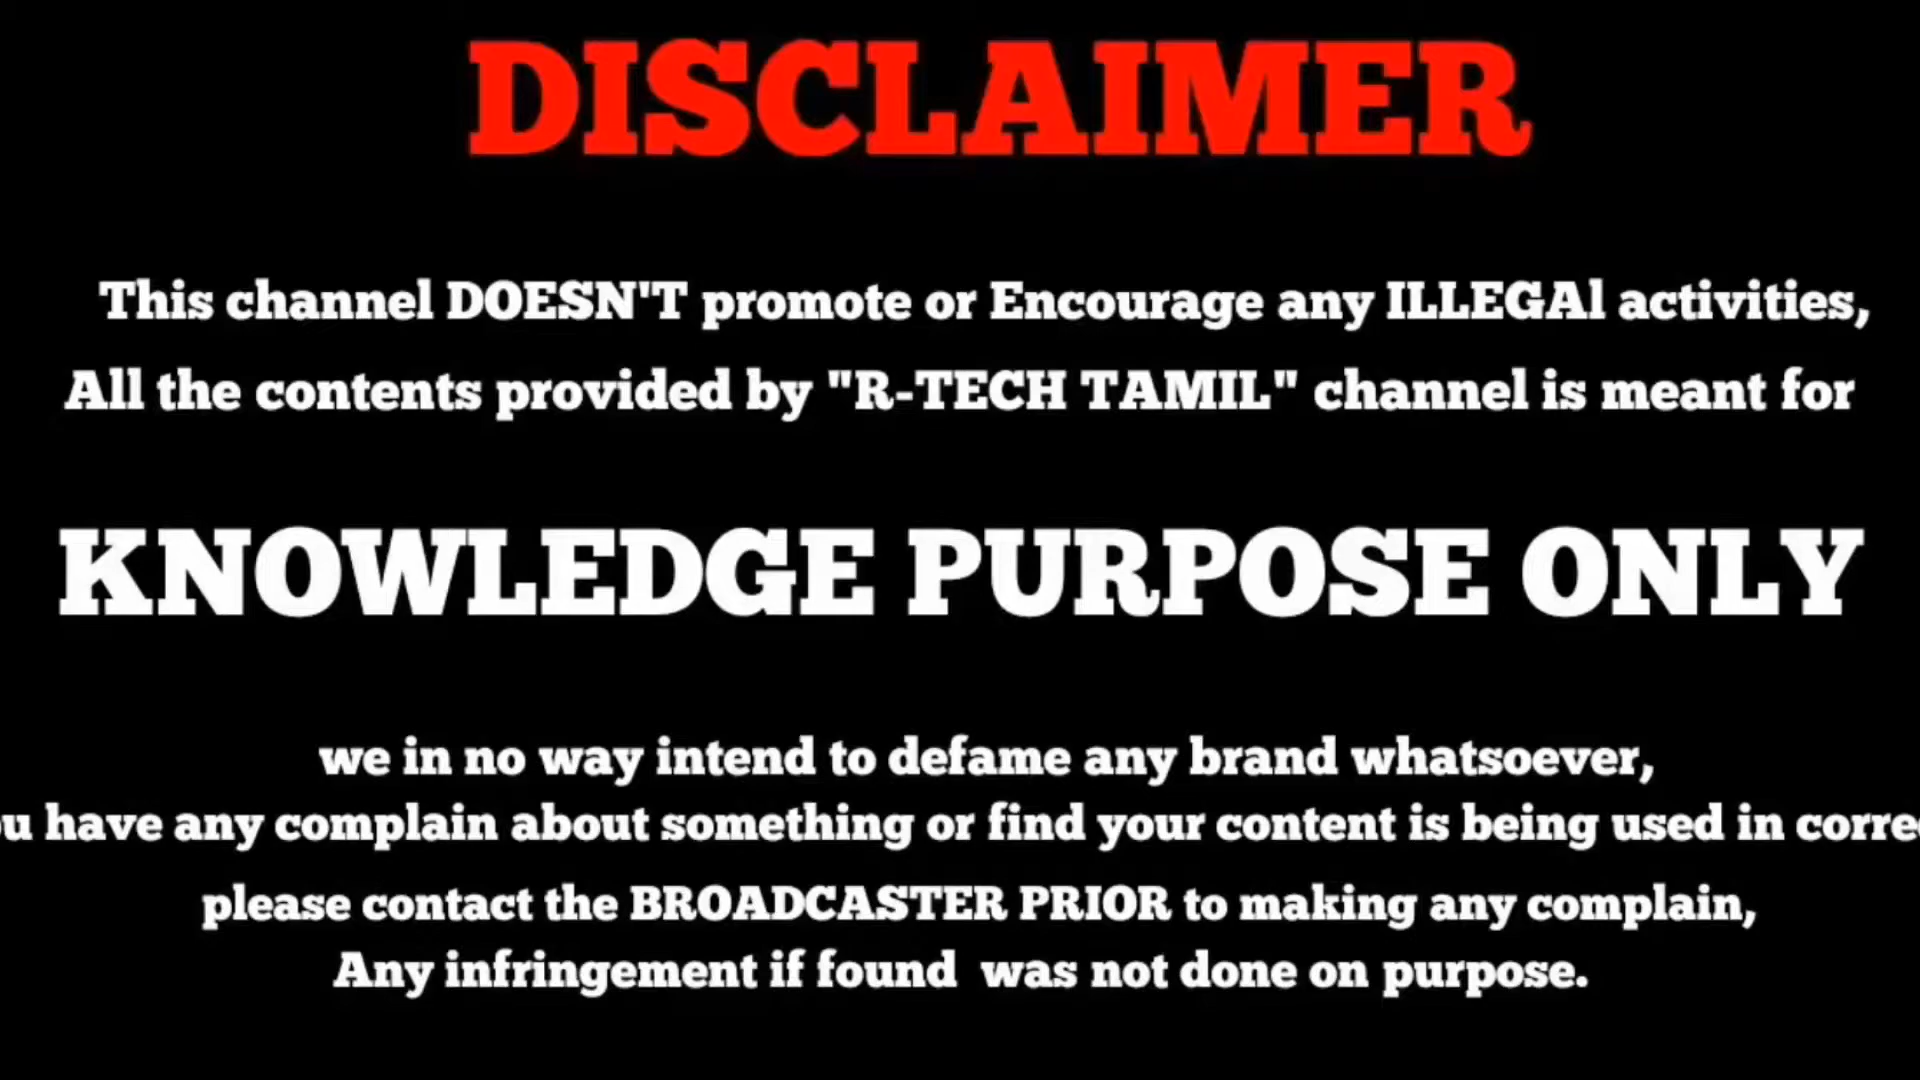 DISCLAIMER
This channel DOESN'T promote or Encourage any ILLEGAl activities,
All the contents provided by "R-TECH TAMIL" channel is meant for
KNOWLEDGE PURPOSE ONLY
we in no way intend to defame any brand whatsoever,
have any complain about something or find your content is being used in
please contact the BROADCASTER PRIOR to making any complain,
Any infringement if found was not done on purpose.